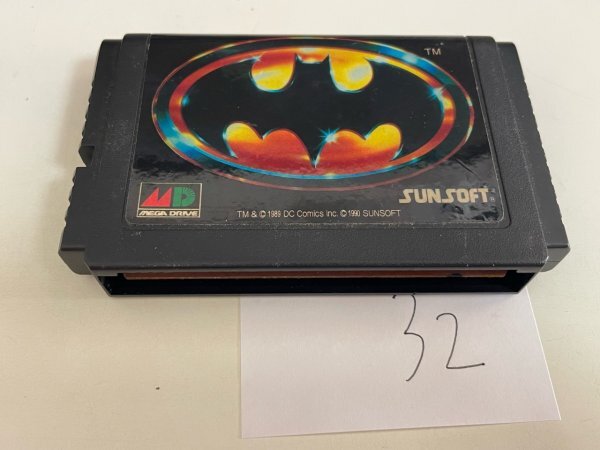 TM
MD
MEGA DRIVE
SUNSOFT
TM & © 1989 DC Comics Inc. © 1990 SUNSOFT
32